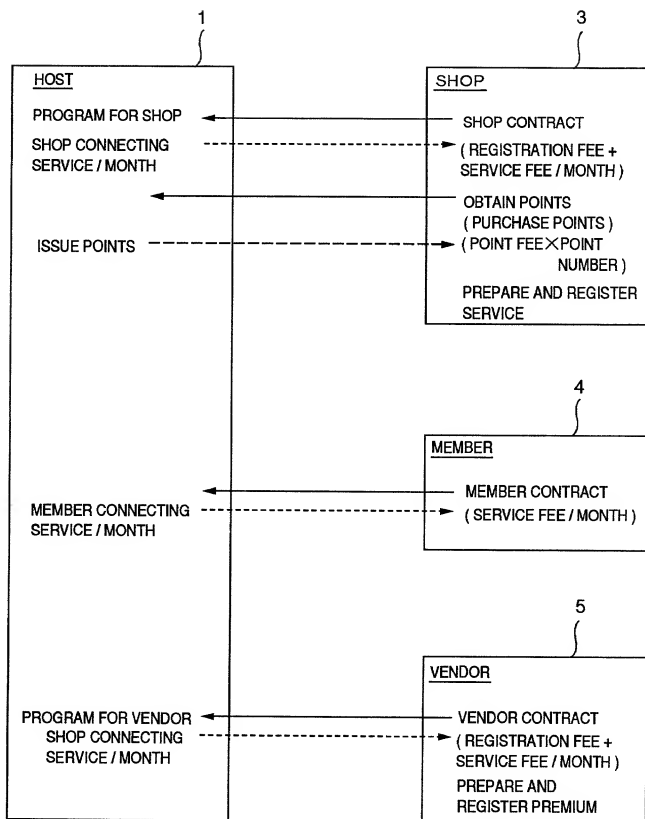 1
HOST
PROGRAM FOR SHOP
SHOP CONNECTING
SERVICE / MONTH
ISSUE POINTS
MEMBER CONNECTING
SERVICE / MONTH
PROGRAM FOR VENDOR
SHOP CONNECTING
SERVICE / MONTH
3
SHOP
SHOP CONTRACT
( REGISTRATION FEE +
SERVICE FEE / MONTH )
OBTAIN POINTS
( PURCHASE POINTS )
( POINT FEE×POINT
NUMBER )
PREPARE AND REGISTER
SERVICE
4
MEMBER
MEMBER CONTRACT
( SERVICE FEE / MONTH )
5
VENDOR
VENDOR CONTRACT
( REGISTRATION FEE +
SERVICE FEE / MONTH )
PREPARE AND
REGISTER PREMIUM